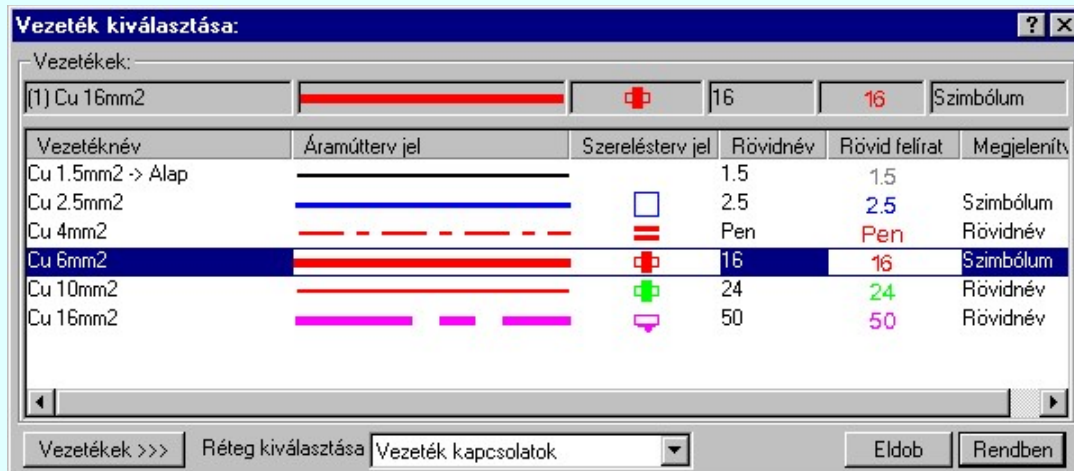 Vezeték kiválasztása:
Vezetékek:
(1) Cu 16mm2 16 16 Szimbólum
Vezetéknév Áramútterv jel Szerelésterv jel Rövidnév Rövid felírat Megjelenítv
Cu 1.5mm2 -> Alap 1.5 1.5
Cu 2.5mm2 2.5 2.5 Szimbólum
Cu 4mm2 Pen Pen Rövidnév
Cu 6mm2 16 16 Szimbólum
Cu 10mm2 24 24 Rövidnév
Cu 16mm2 50 50 Rövidnév
Vezetékek >>> Réteg kiválasztása Vezeték kapcsolatok Eldob Rendben